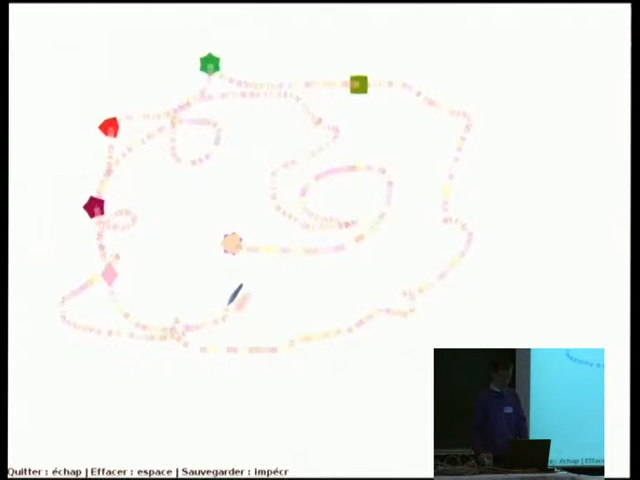 Quitter : échap | Effacer : espace | Sauvegarder : impécr